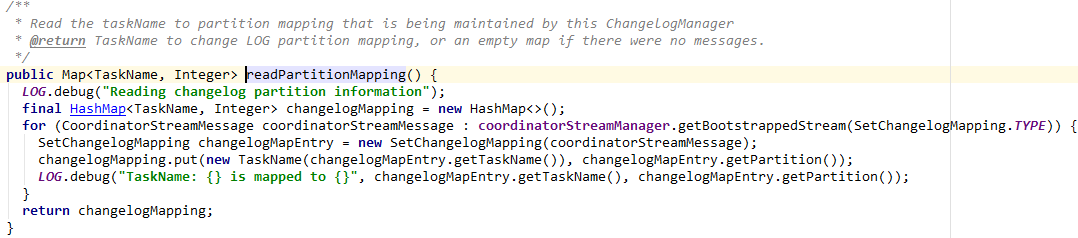 /**
 * Read the taskName to partition mapping that is being maintained by this ChangelogManager
 * @return TaskName to change LOG partition mapping, or an empty map if there were no messages.
 */
public Map<TaskName, Integer> readPartitionMapping() {
  LOG.debug("Reading changelog partition information");
  final HashMap<TaskName, Integer> changelogMapping = new HashMap<>();
  for (CoordinatorStreamMessage coordinatorStreamMessage : coordinatorStreamManager.getBootstrappedStream(SetChangelogMapping.TYPE)) {
    SetChangelogMapping changelogMapEntry = new SetChangelogMapping(coordinatorStreamMessage);
    changelogMapping.put(new TaskName(changelogMapEntry.getTaskName()), changelogMapEntry.getPartition());
    LOG.debug("TaskName: {} is mapped to {}", changelogMapEntry.getTaskName(), changelogMapEntry.getPartition());
  }
  return changelogMapping;
}